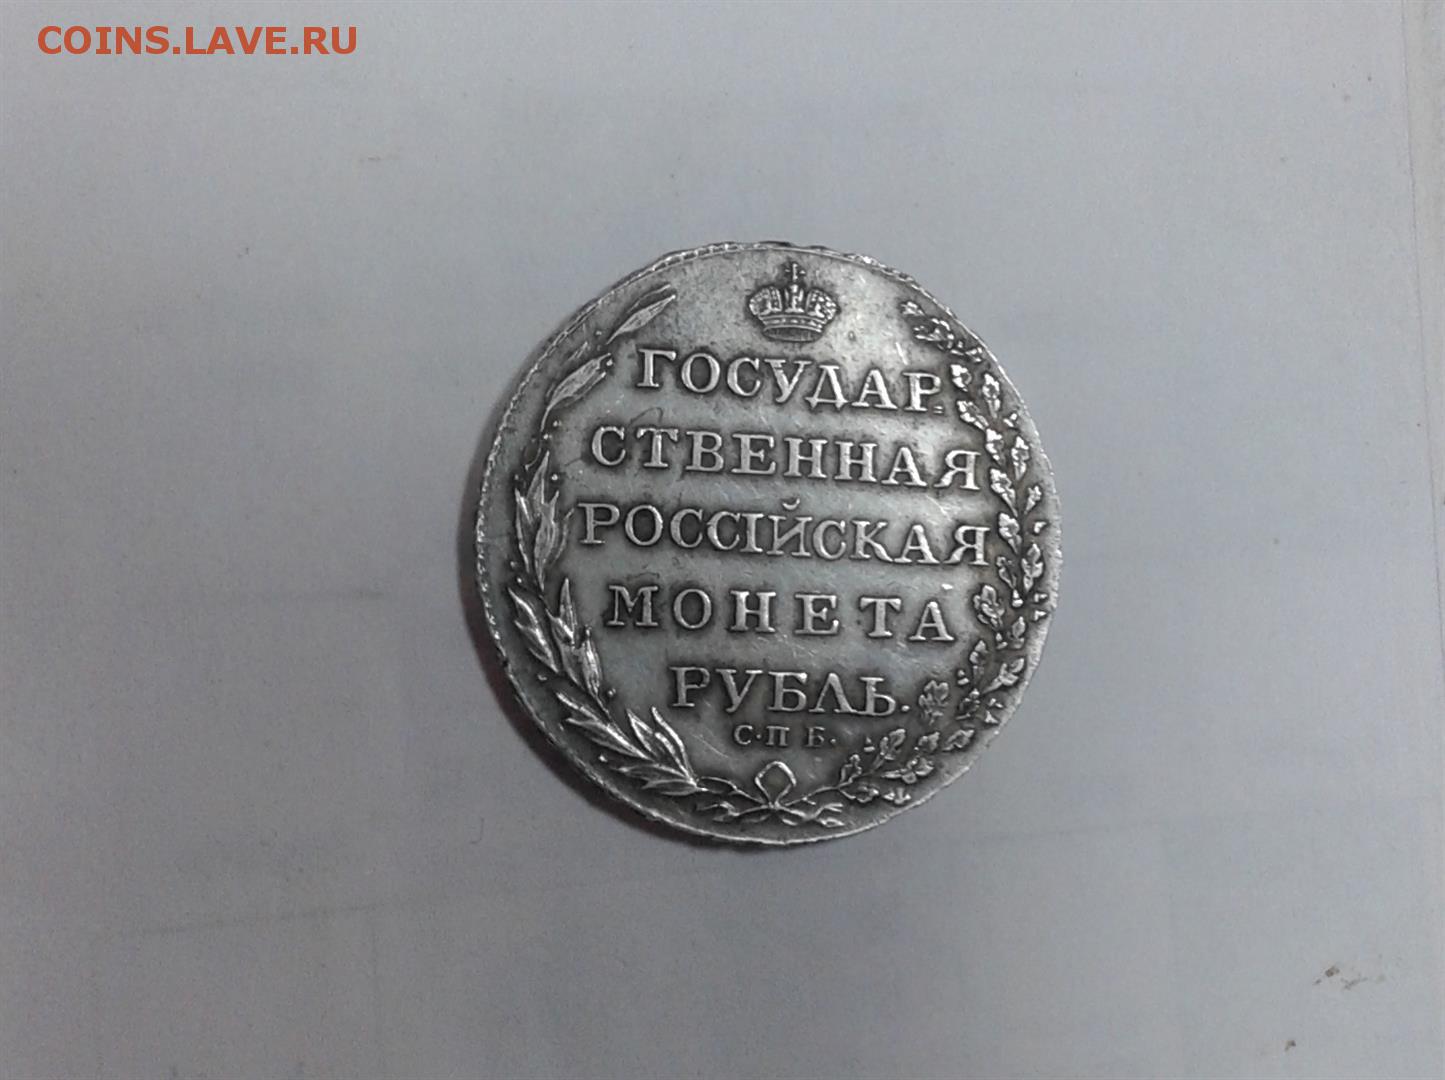 COINS.LAVE.RU
ГОСУДАР
СТВЕННАЯ
РОССІЙСКАЯ
МОНЕТА
РУБЛЬ.
С·П Б·